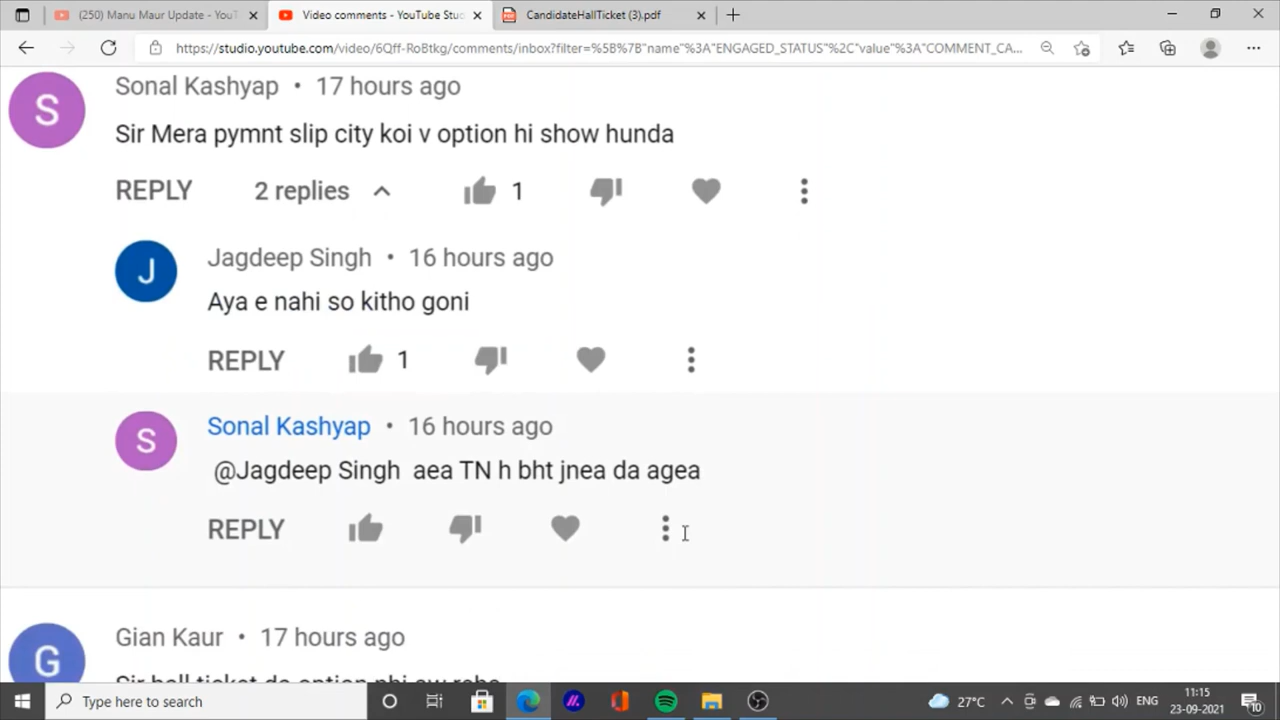 (250) Manu Maur Update - YouT
Video comments - YouTube Stu
CandidateHallTicket (3).pdf
https://studio.youtube.com/video/6Qff-RoBtkg/comments/inbox?filter=%5B%7B"name"%3A"ENGAGED_STATUS"%2C"value"%3A"COMMENT_CA...
S
Sonal Kashyap • 17 hours ago
Sir Mera pymnt slip city koi v option hi show hunda
REPLY 2 replies 1
J
Jagdeep Singh • 16 hours ago
Aya e nahi so kitho goni
REPLY 1
S
Sonal Kashyap • 16 hours ago
@Jagdeep Singh aea TN h bht jnea da agea
REPLY
G
Gian Kaur • 17 hours ago
Sir hall ticket da option nhi
Type here to search
27°C
ENG
11:15
23-09-2021
10